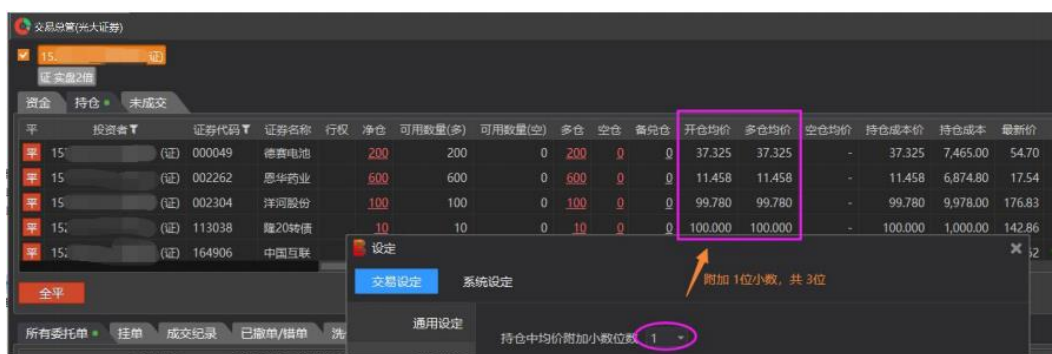 交易总管(光大证券)
15. 证)
证 实盘2倍
资金 持仓 未成交
平 投资者 证券代码 证券名称 行权 净仓 可用数量(多) 可用数量(空) 多仓 空仓 备兑仓 开仓均价 多仓均价 空仓均价 持仓成本价 持仓成本 最新价
平 15 (证) 000049 德赛电池 200 200 0 200 0 0 37.325 37.325 - 37.325 7,465.00 54.70
平 15 (证) 002262 恩华药业 600 600 0 600 0 0 11.458 11.458 - 11.458 6,874.80 17.54
平 15 (证) 002304 洋河股份 100 100 0 100 0 0 99.780 99.780 - 99.780 9,978.00 176.83
平 15 (证) 113038 隆20转债 10 10 0 10 0 0 100.000 100.000 - 100.000 1,000.00 142.86
平 15 (证) 164906 中国互联
设定
交易设定 系统设定
附加 1位小数，共 3位
全平
通用设定
所有委托单 挂单 成交纪录 已撤单/错单
持仓中均价附加小数位数 1